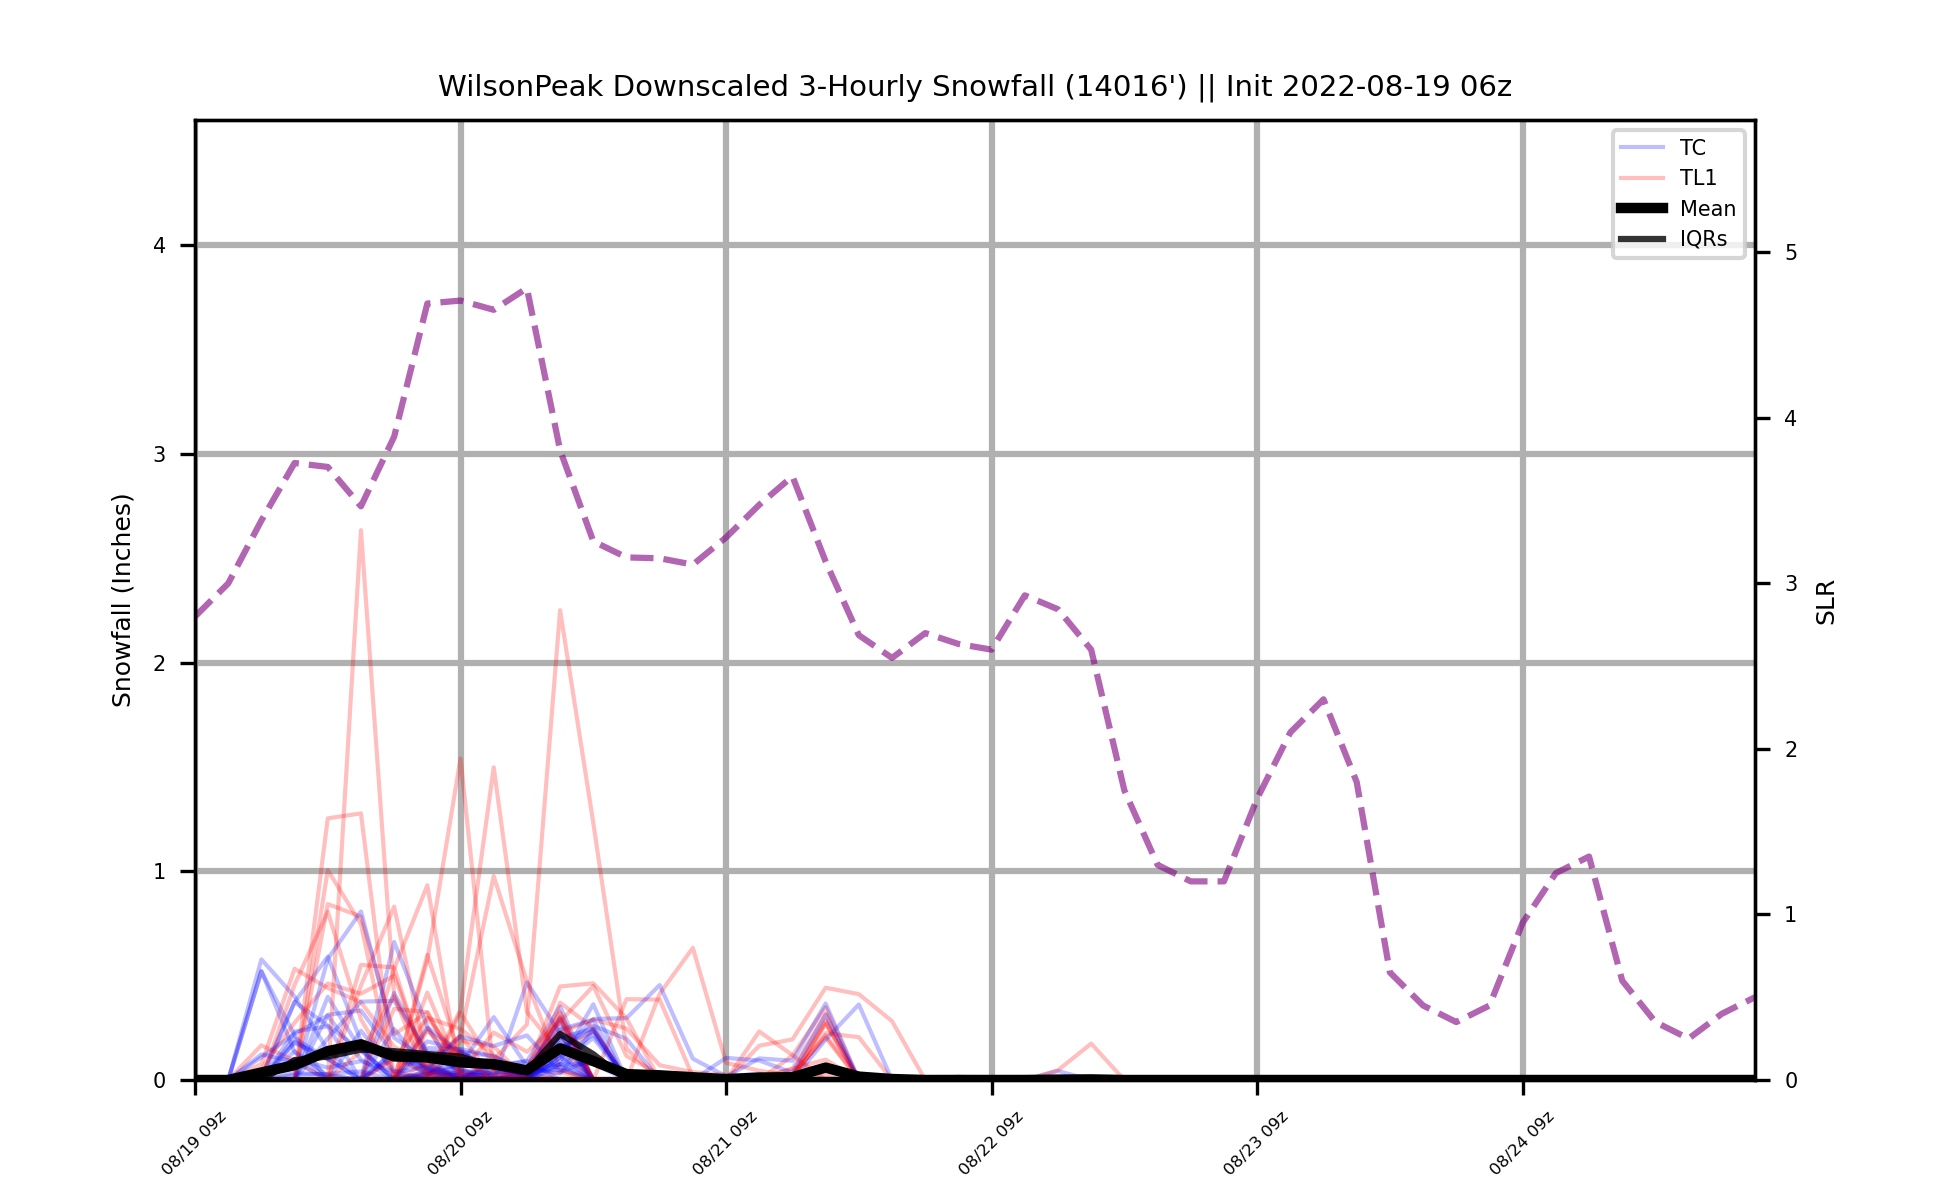 WilsonPeak Downscaled 3-Hourly Snowfall (14016') || Init 2022-08-19 06z
TC
TL1
Mean
IQRs
Snowfall (Inches)
4
3
2
1
0
SLR
5
4
3
2
1
0
08/19 09z
08/20 09z
08/21 09z
08/22 09z
08/23 09z
08/24 09z